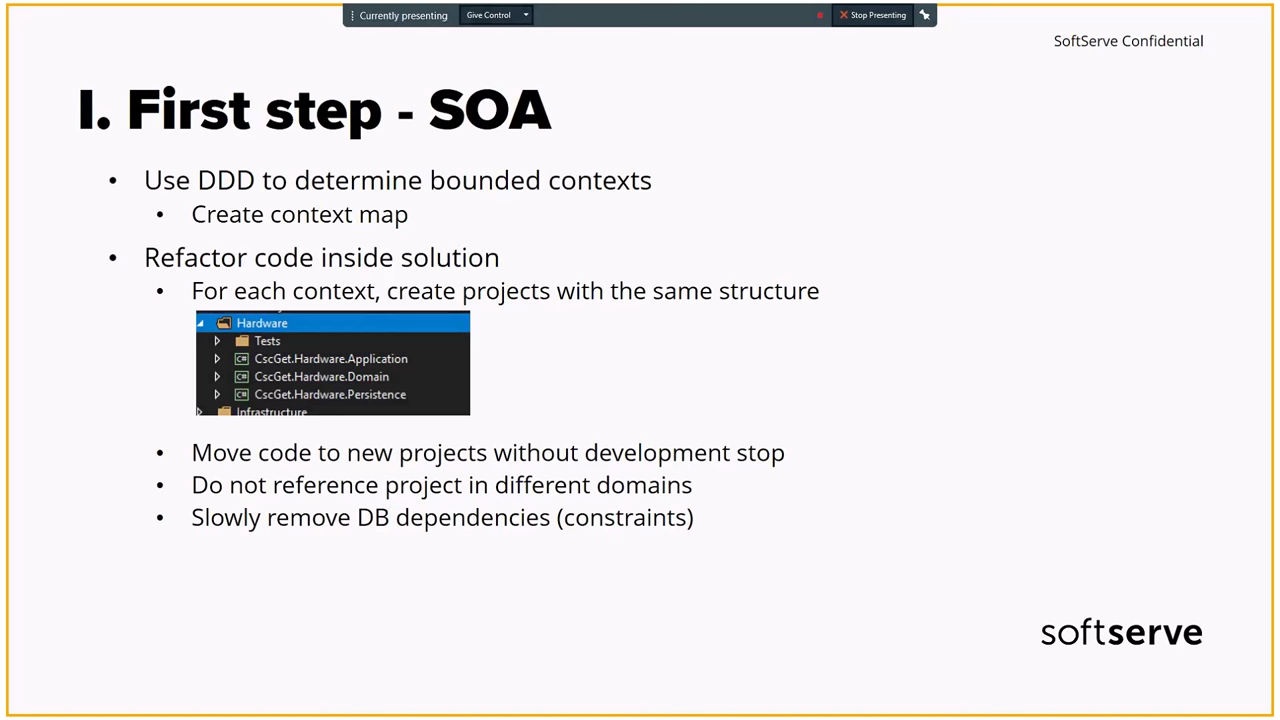 Currently presenting
Give Control
Stop Presenting
SoftServe Confidential
I. First step - SOA
• Use DDD to determine bounded contexts
• Create context map
• Refactor code inside solution
• For each context, create projects with the same structure
Hardware
Tests
C# CscGet.Hardware.Application
C# CscGet.Hardware.Domain
C# CscGet.Hardware.Persistence
Infrastructure
• Move code to new projects without development stop
• Do not reference project in different domains
• Slowly remove DB dependencies (constraints)
softserve